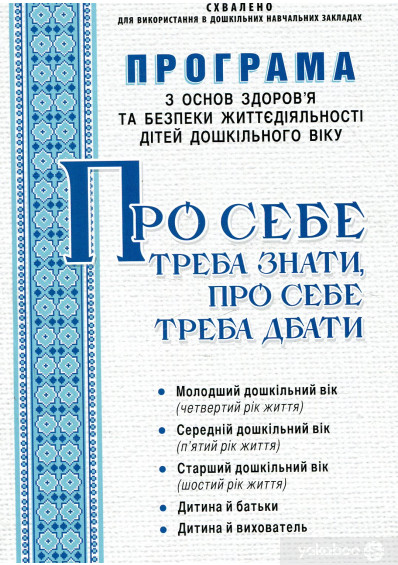 СХВАЛЕНО
ДЛЯ ВИКОРИСТАННЯ В ДОШКІЛЬНИХ НАВЧАЛЬНИХ ЗАКЛАДАХ
ПРОГРАМА
З ОСНОВ ЗДОРОВ'Я
ТА БЕЗПЕКИ ЖИТТЄДІЯЛЬНОСТІ
ДІТЕЙ ДОШКІЛЬНОГО ВІКУ
ПРО СЕБЕ
ТРЕБА ЗНАТИ,
ПРО СЕБЕ
ТРЕБА ДБАТИ
• Молодший дошкільний вік
(четвертий рік життя)
• Середній дошкільний вік
(п'ятий рік життя)
• Старший дошкільний вік
(шостий рік життя)
• Дитина й батьки
• Дитина й вихователь
yakaboo